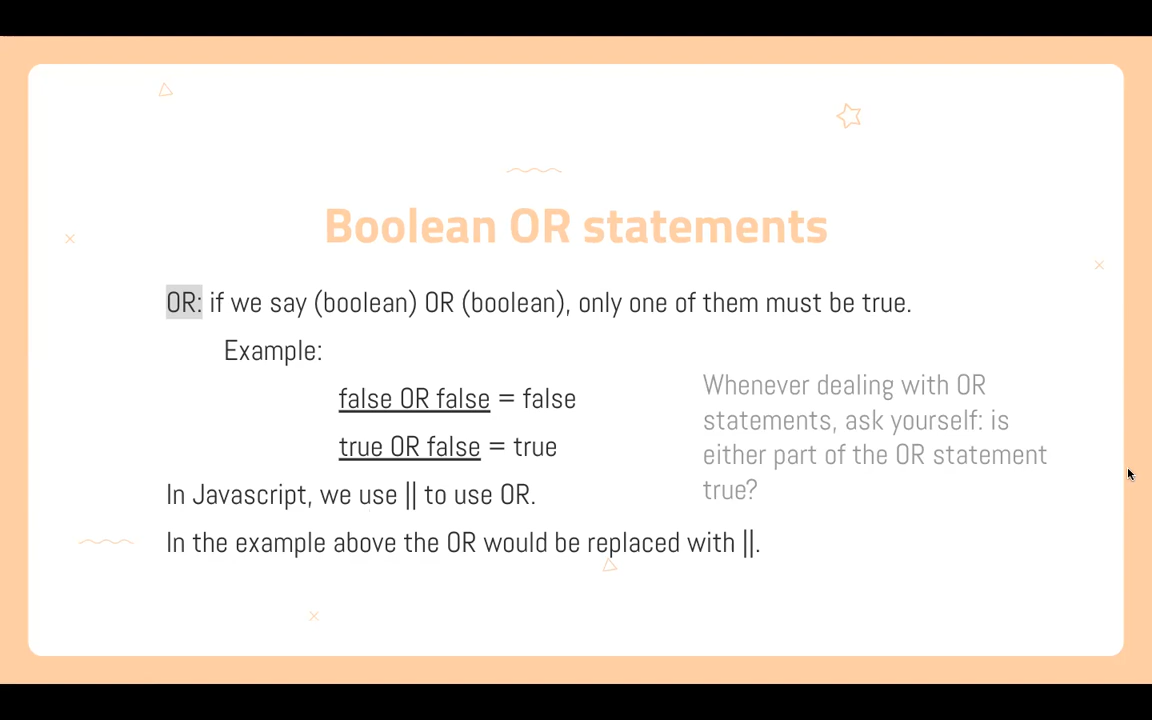 Boolean OR statements
OR: if we say (boolean) OR (boolean), only one of them must be true.
Example:
false OR false = false
true OR false = true
In Javascript, we use || to use OR.
In the example above the OR would be replaced with ||.
Whenever dealing with OR
statements, ask yourself: is
either part of the OR statement
true?